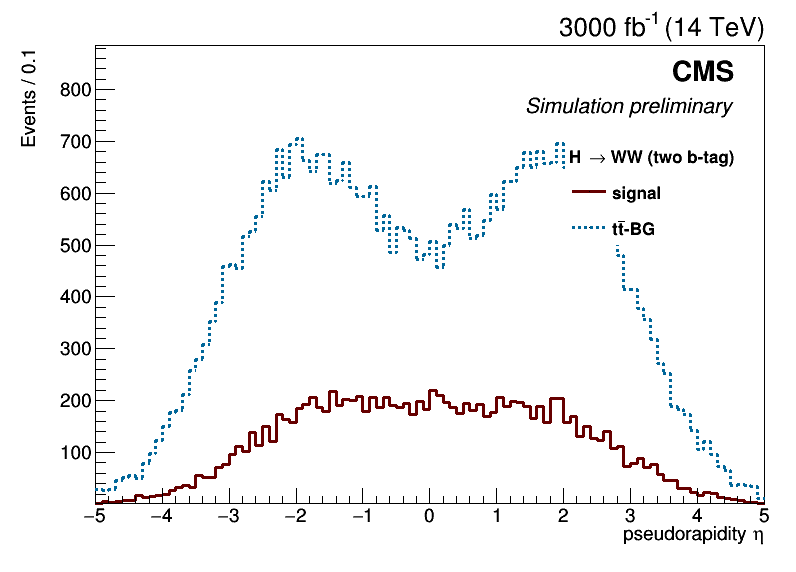 3000 fb⁻¹ (14 TeV)
CMS
Simulation preliminary
H → WW (two b-tag)
signal
tt̄-BG
Events / 0.1
800
700
600
500
400
300
200
100
−5 −4 −3 −2 −1 0 1 2 3 4 5
pseudorapidity η